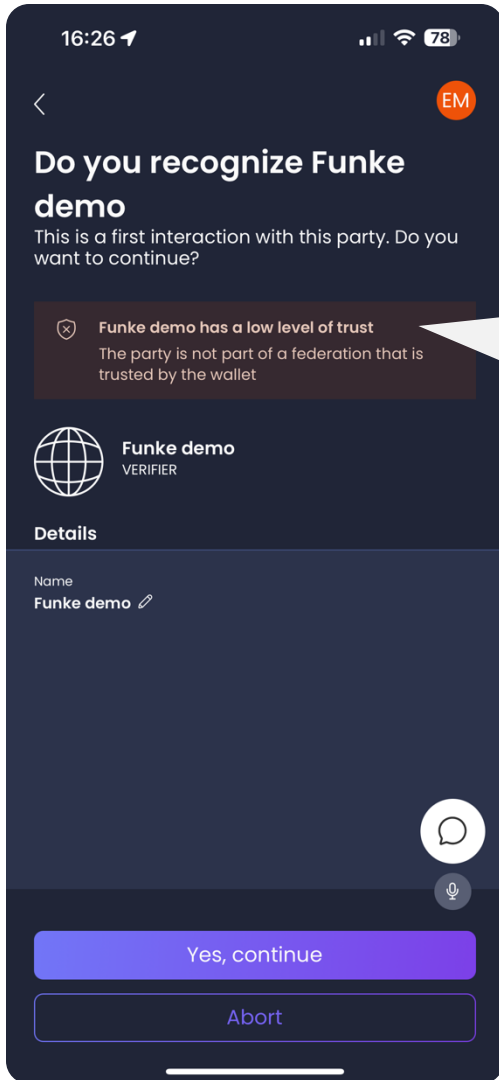 16:26
78
EM
Do you recognize Funke
demo
This is a first interaction with this party. Do you
want to continue?
Funke demo has a low level of trust
The party is not part of a federation that is
trusted by the wallet
Funke demo
VERIFIER
Details
Name
Funke demo
Yes, continue
Abort